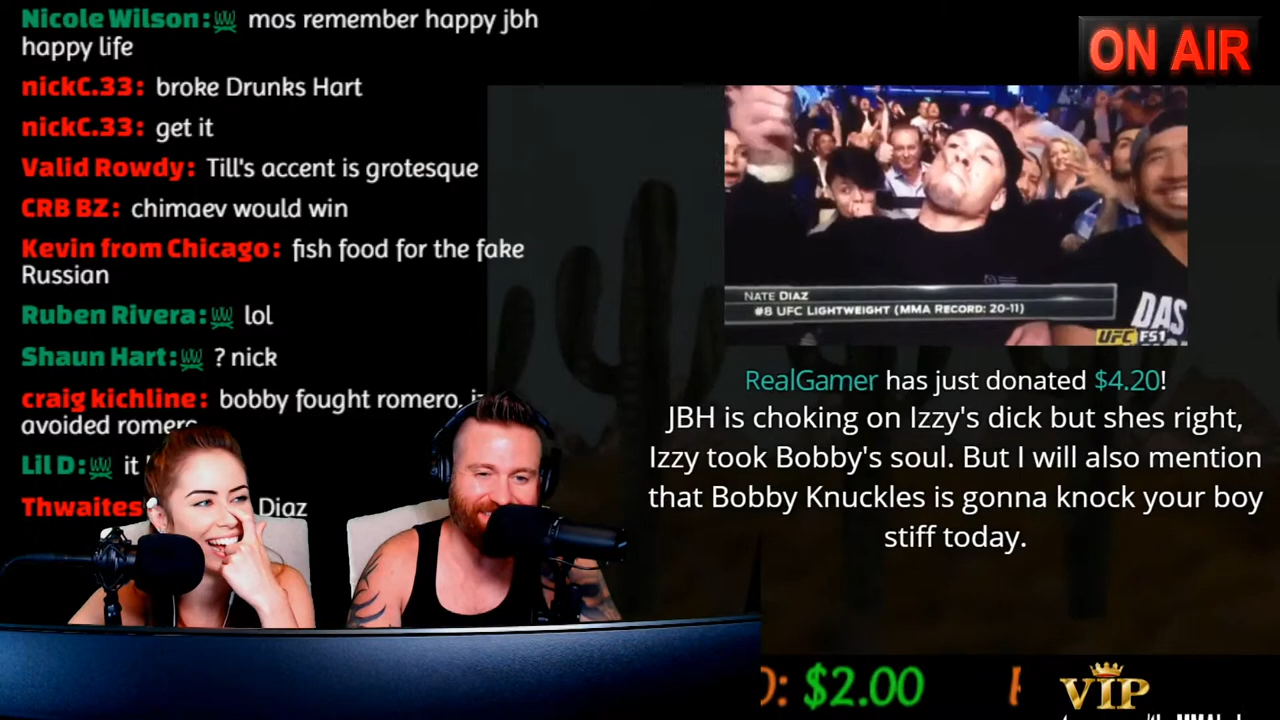 Nicole Wilson: mos remember happy jbh
happy life
nickC.33: broke Drunks Hart
nickC.33: get it
Valid Rowdy: Till's accent is grotesque
CRB BZ: chimaev would win
Kevin from Chicago: fish food for the fake
Russian
Ruben Rivera: lol
Shaun Hart: ? nick
craig kichline: bobby fought romero,
avoided romero
Lil D: it
Thwaites Diaz
ON AIR
NATE DIAZ
#8 UFC LIGHTWEIGHT (MMA RECORD: 20-11)
DAS
UFC FS1
RealGamer has just donated $4.20!
JBH is choking on Izzy's dick but shes right,
Izzy took Bobby's soul. But I will also mention
that Bobby Knuckles is gonna knock your boy
stiff today.
: $2.00
VIP